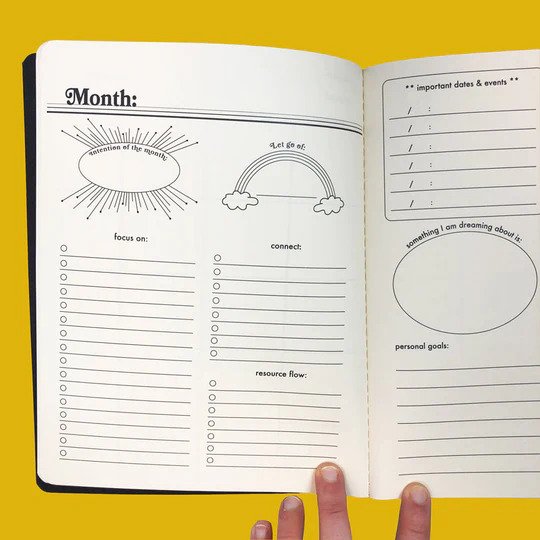 Month:
intention of the month:
Let go of:
focus on:
connect:
resource flow:
** important dates & events **
/ :
/ :
/ :
/ :
/ :
/ :
something I am dreaming about is:
personal goals: